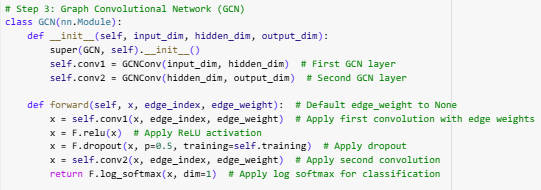 # Step 3: Graph Convolutional Network (GCN)
class GCN(nn.Module):
    def __init__(self, input_dim, hidden_dim, output_dim):
        super(GCN, self).__init__()
        self.conv1 = GCNConv(input_dim, hidden_dim)  # First GCN layer
        self.conv2 = GCNConv(hidden_dim, output_dim)  # Second GCN layer

    def forward(self, x, edge_index, edge_weight):  # Default edge_weight to None
        x = self.conv1(x, edge_index, edge_weight)  # Apply first convolution with edge weights
        x = F.relu(x)  # Apply ReLU activation
        x = F.dropout(x, p=0.5, training=self.training)  # Apply dropout
        x = self.conv2(x, edge_index, edge_weight)  # Apply second convolution
        return F.log_softmax(x, dim=1)  # Apply log softmax for classification